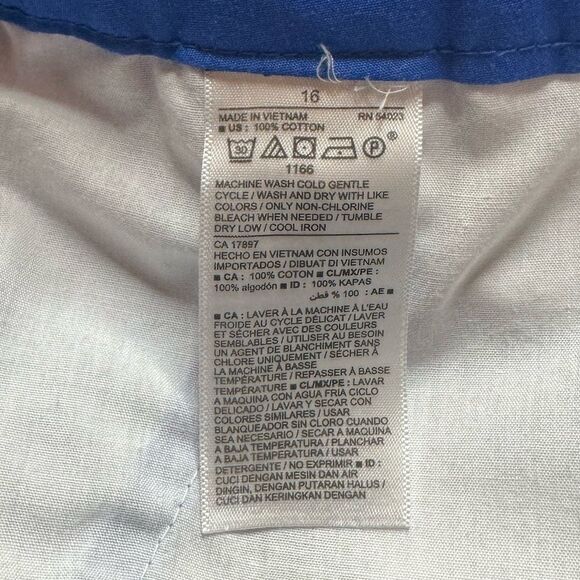 16
MADE IN VIETNAM RN 54023
■ US : 100% COTTON
30 P ®
1166
MACHINE WASH COLD GENTLE
CYCLE / WASH AND DRY WITH LIKE
COLORS / ONLY NON-CHLORINE
BLEACH WHEN NEEDED / TUMBLE
DRY LOW / COOL IRON
CA 17897
HECHO EN VIETNAM CON INSUMOS
IMPORTADOS / DIBUAT DI VIETNAM
■ CA : 100% COTON ■ CL/MX/PE :
100% algodón ■ ID : 100% KAPAS
■ AE : 100 % قطن
■ CA : LAVER À LA MACHINE À L'EAU
FROIDE AU CYCLE DÉLICAT / LAVER
ET SÉCHER AVEC DES COULEURS
SEMBLABLES / UTILISER AU BESOIN
UN AGENT DE BLANCHIMENT SANS
CHLORE UNIQUEMENT / SÉCHER À
LA MACHINE À BASSE
TEMPÉRATURE / REPASSER À BASSE
TEMPÉRATURE ■ CL/MX/PE : LAVAR
A MAQUINA CON AGUA FRIA CICLO
DELICADO / LAVAR Y SECAR CON
COLORES SIMILARES / USAR
BLANQUEADOR SIN CLORO CUANDO
SEA NECESARIO / SECAR A MAQUINA
A BAJA TEMPERATURA / PLANCHAR
A BAJA TEMPERATURA / USAR
DETERGENTE / NO EXPRIMIR ■ ID :
CUCI DENGAN MESIN DAN AIR
DINGIN, DENGAN PUTARAN HALUS /
CUCI DAN KERINGKAN DENGAN